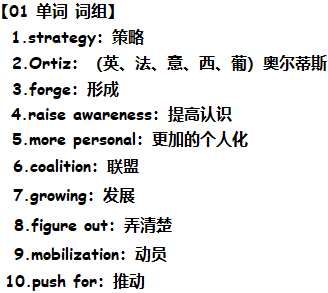 【01 单词 词组】
1.strategy：策略
2.Ortiz：（英、法、意、西、葡）奥尔蒂斯
3.forge：形成
4.raise awareness：提高认识
5.more personal：更加的个人化
6.coalition：联盟
7.growing：发展
8.figure out：弄清楚
9.mobilization：动员
10.push for：推动